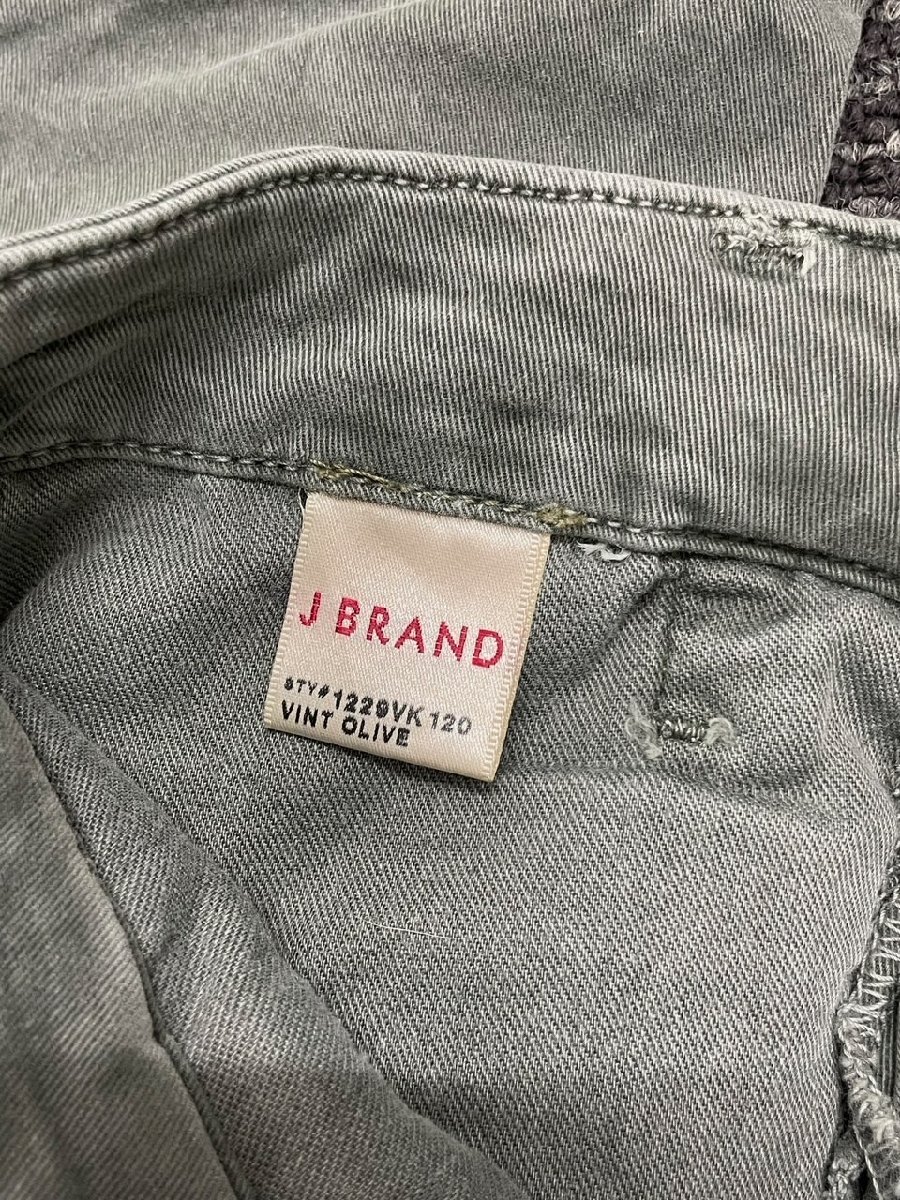 J BRAND
STY#1229VK120
VINT OLIVE